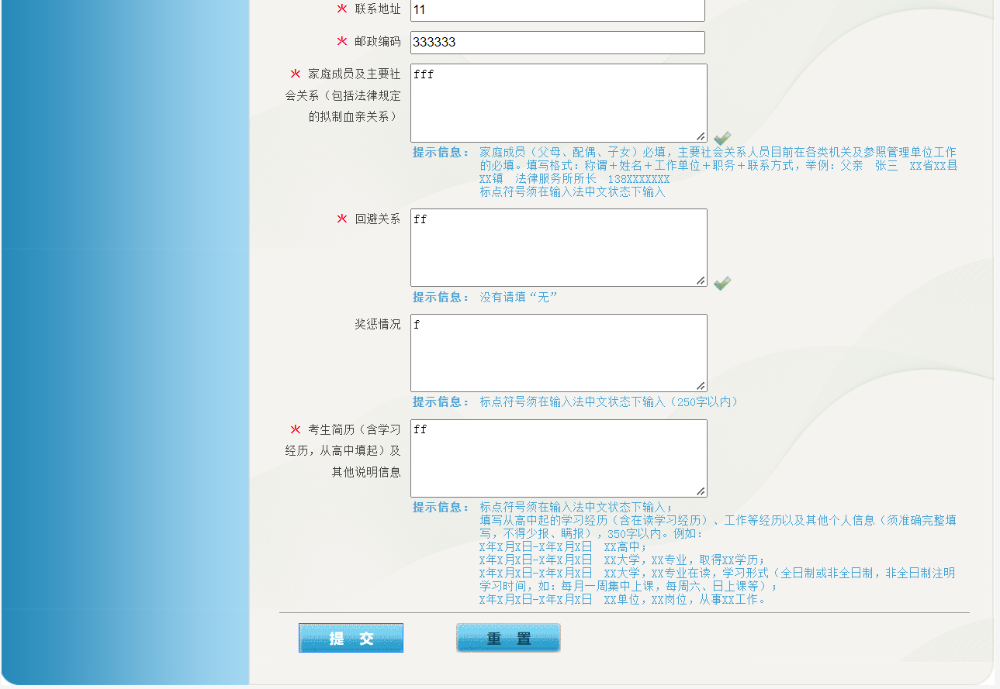 联系地址 11
邮政编码 333333
家庭成员及主要社
会关系（包括法律规定
的拟制血亲关系）
fff
提示信息： 家庭成员（父母、配偶、子女）必填，主要社会关系人员目前在各类机关及参照管理单位工作
的必填。填写格式：称谓＋姓名＋工作单位＋职务＋联系方式，举例：父亲 张三 XX省XX县
XX镇 法律服务所所长 138XXXXXXX
标点符号须在输入法中文状态下输入
回避关系 ff
提示信息： 没有请填“无”
奖惩情况 f
提示信息： 标点符号须在输入法中文状态下输入（250字以内）
考生简历（含学习
经历，从高中填起）及
其他说明信息
ff
提示信息： 标点符号须在输入法中文状态下输入；
填写从高中起的学习经历（含在读学习经历）、工作等经历以及其他个人信息（须准确完整填
写，不得少报、瞒报），350字以内。例如：
X年X月X日-X年X月X日 XX高中；
X年X月X日-X年X月X日 XX大学，XX专业，取得XX学历；
X年X月X日-X年X月X日 XX大学，XX专业在读，学习形式（全日制或非全日制，非全日制注明
学习时间，如：每月一周集中上课，每周六、日上课等）；
X年X月X日-X年X月X日 XX单位，XX岗位，从事XX工作。
提 交 重 置